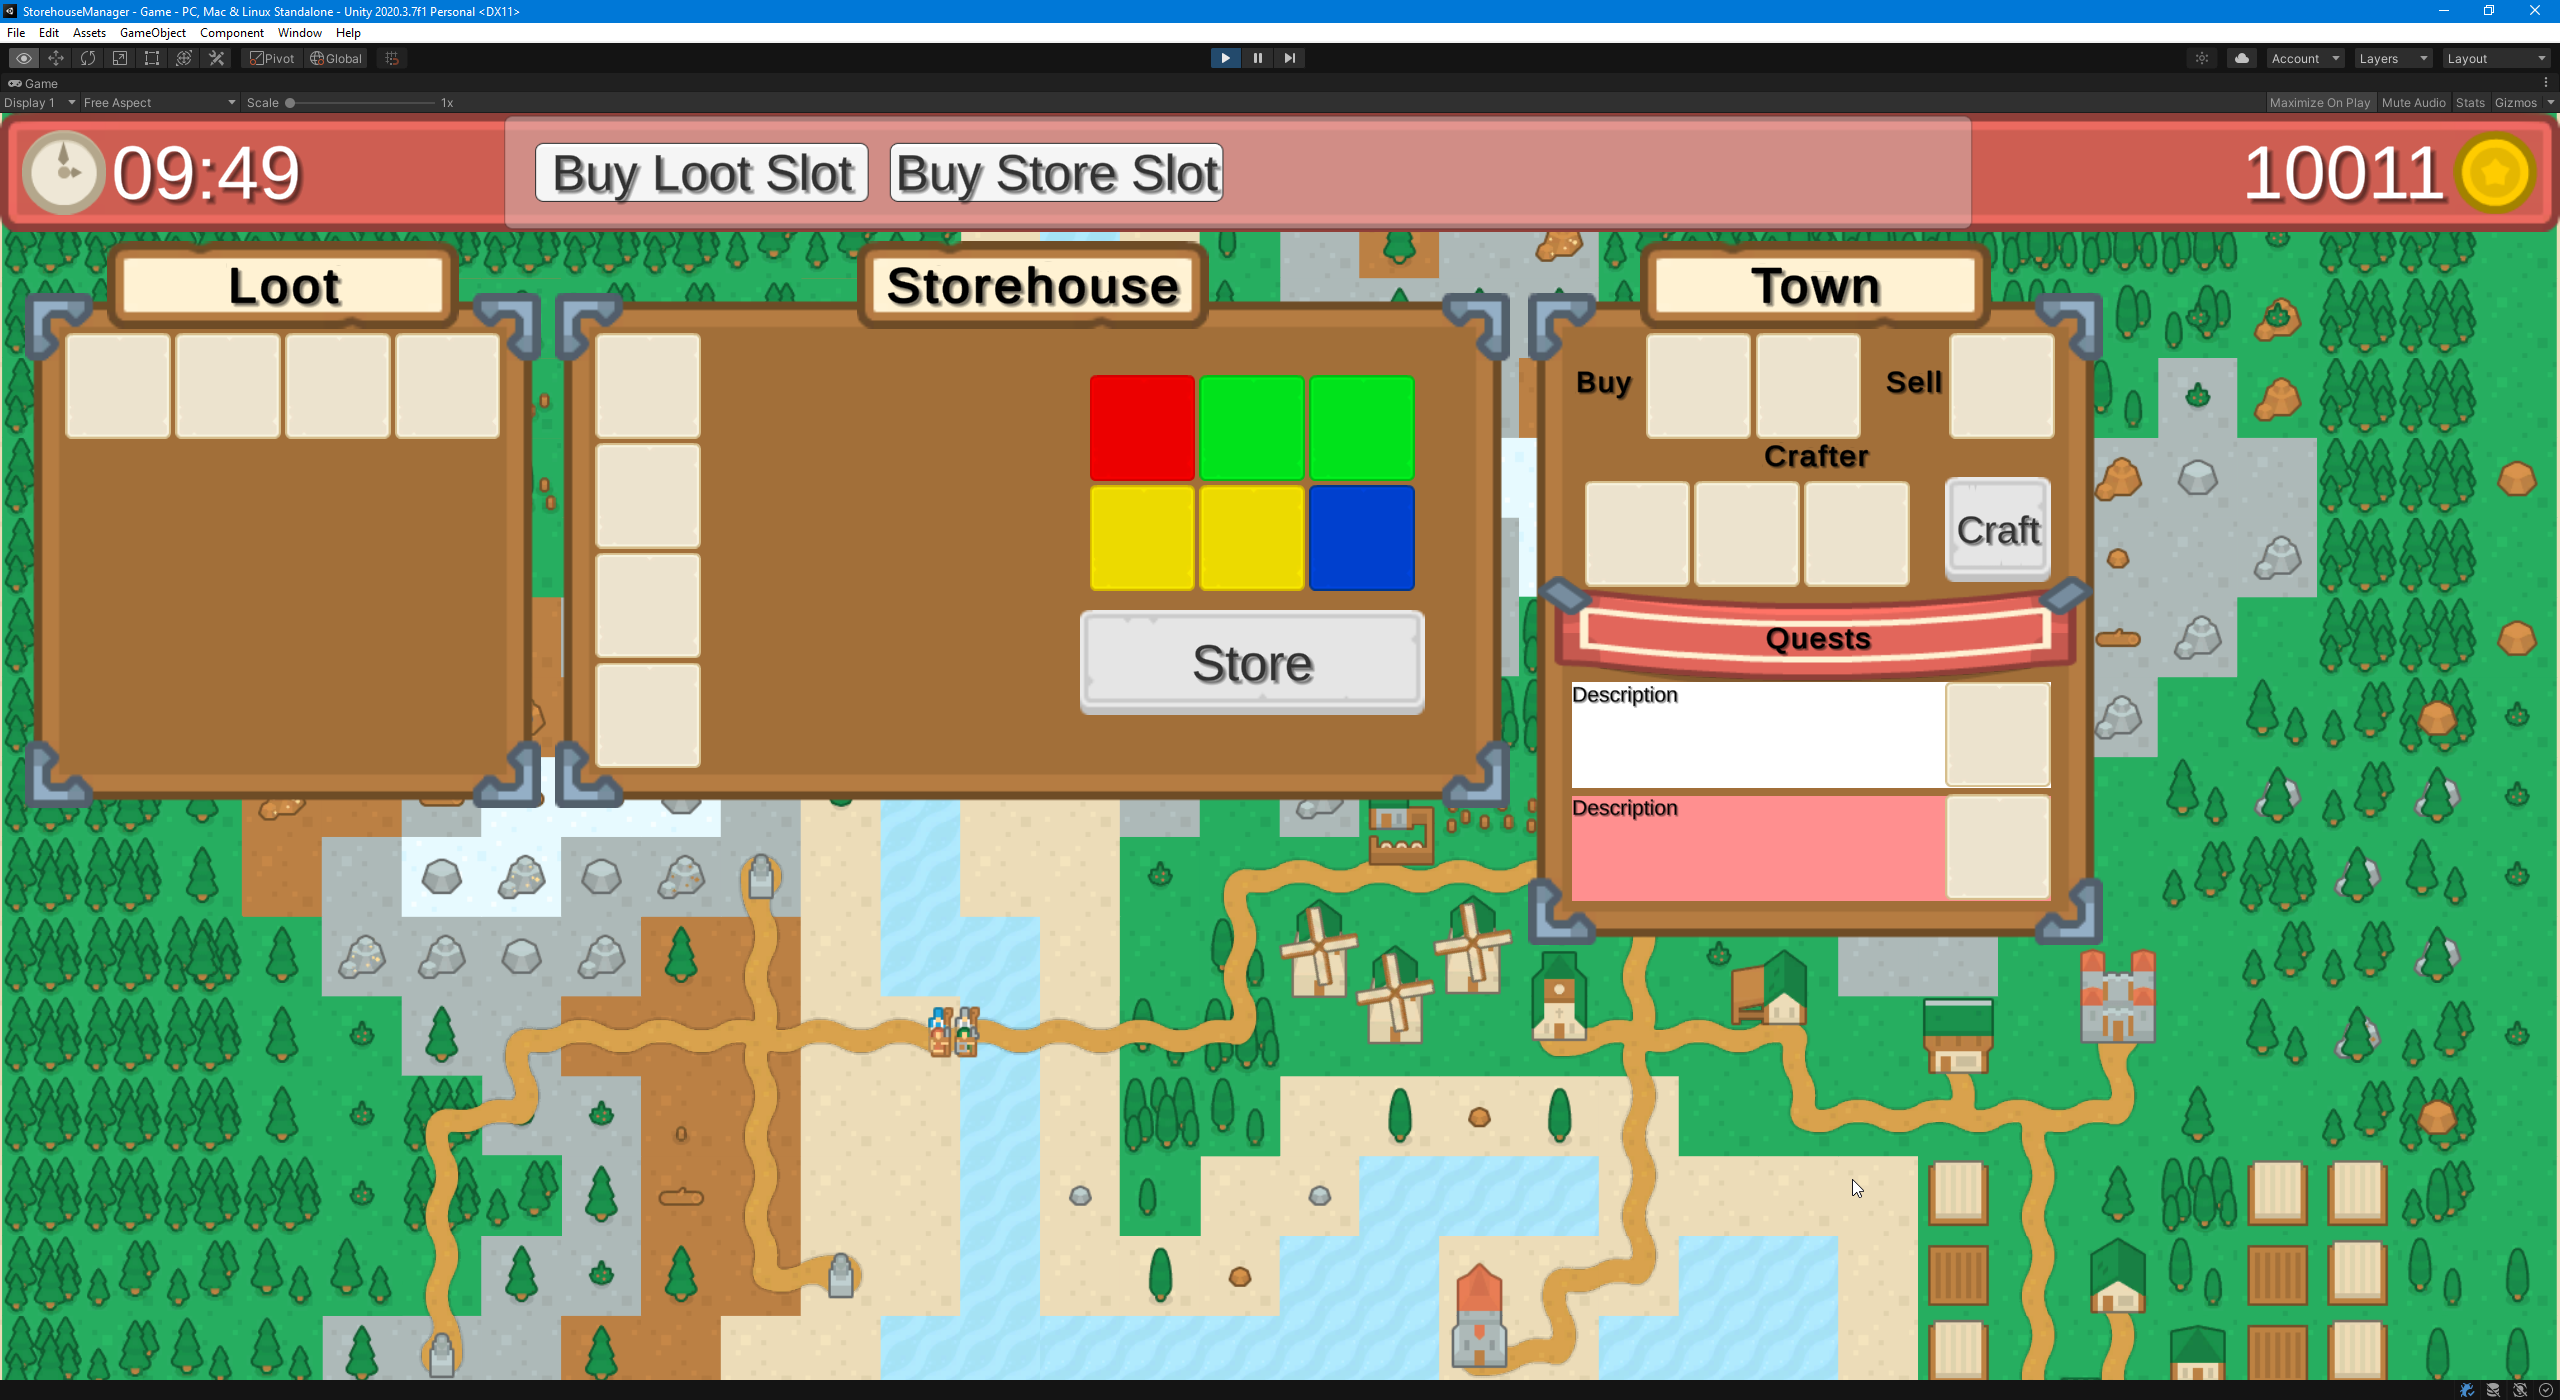 StorehouseManager - Game - PC, Mac & Linux Standalone - Unity 2020.3.7f1 Personal <DX11>
File Edit Assets GameObject Component Window Help
Pivot Global Account Layers Layout
Game
Display 1 Free Aspect Scale 1x Maximize On Play Mute Audio Stats Gizmos
09:49 Buy Loot Slot Buy Store Slot 10011
Loot Storehouse Town
Buy Sell
Crafter
Craft
Quests
Store
Description
Description